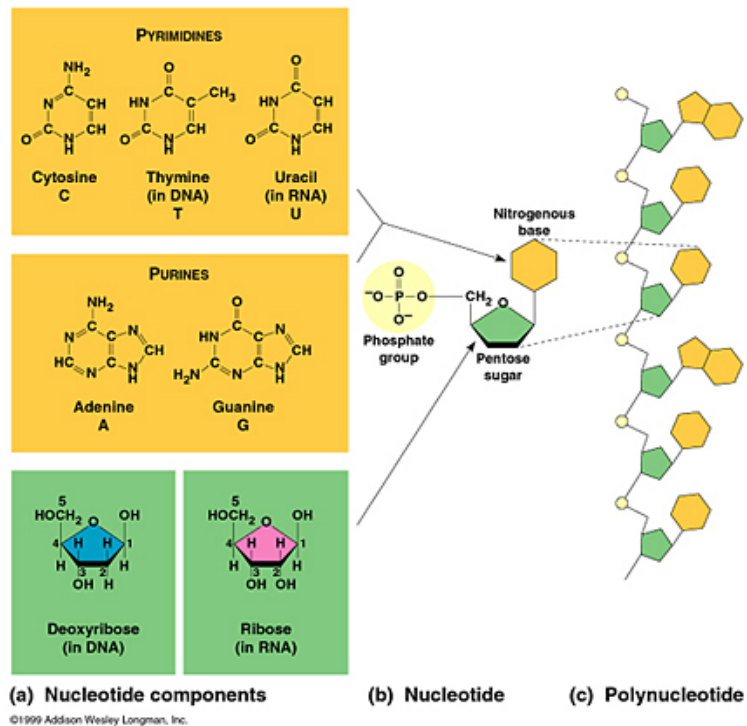 PYRIMIDINES
NH₂
C
N
CH
C
CH
O
N
H
O
C
HN
C
CH₃
C
CH
O
N
H
O
C
HN
CH
C
CH
O
N
H
Cytosine
C
Thymine
(in DNA)
T
Uracil
(in RNA)
U
PURINES
NH₂
C
N
C
N
HC
C
CH
N
N
H
O
C
HN
C
N
C
C
CH
H₂N
N
N
H
Adenine
A
Guanine
G
5
HOCH₂
O
OH
4
H
H
1
H
3
2
H
OH
H
5
HOCH₂
O
OH
4
H
H
1
H
3
2
H
OH
OH
Deoxyribose
(in DNA)
Ribose
(in RNA)
(a) Nucleotide components
©1999 Addison Wesley Longman, Inc.
Nitrogenous
base
O
⁻O
P
O
CH₂
O
O⁻
Phosphate
group
Pentose
sugar
(b) Nucleotide
(c) Polynucleotide